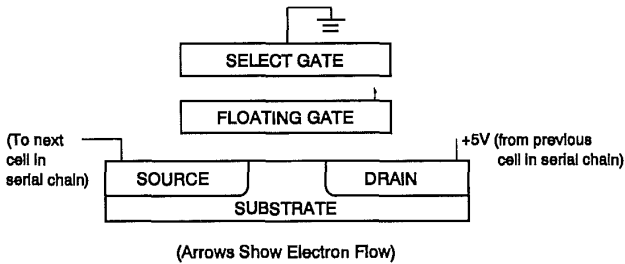 SELECT GATE
FLOATING GATE
(To next
cell in
serial chain)
+5V (from previous
cell in serial chain)
SOURCE
DRAIN
SUBSTRATE
(Arrows Show Electron Flow)